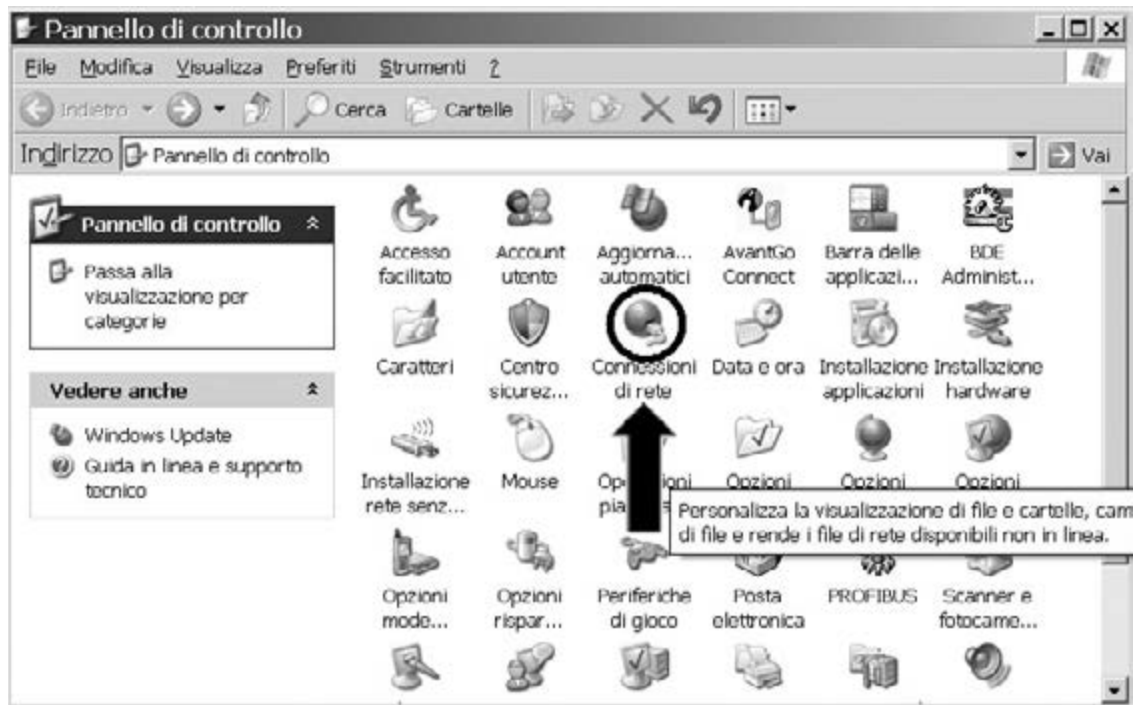 Pannello di controllo
File Modifica Visualizza Preferiti Strumenti ?
Indietro Cerca Cartelle
Indirizzo Pannello di controllo Vai
Pannello di controllo
Passa alla
visualizzazione per
categorie
Vedere anche
Windows Update
Guida in linea e supporto
tecnico
Accesso
facilitato
Account
utente
Aggiorna...
automatici
AvantGo
Connect
Barra delle
applicazi...
BDE
Administ...
Caratteri
Centro
sicurez...
Connessioni
di rete
Data e ora
Installazione
applicazioni
Installazione
hardware
Installazione
rete senz...
Mouse
Opzioni
Opzioni
Opzioni
Personalizza la visualizzazione di file e cartelle, cam
di file e rende i file di rete disponibili non in linea.
Opzioni
mode...
Opzioni
rispar...
Periferiche
di gioco
Posta
elettronica
PROFIBUS
Scanner e
fotocame...